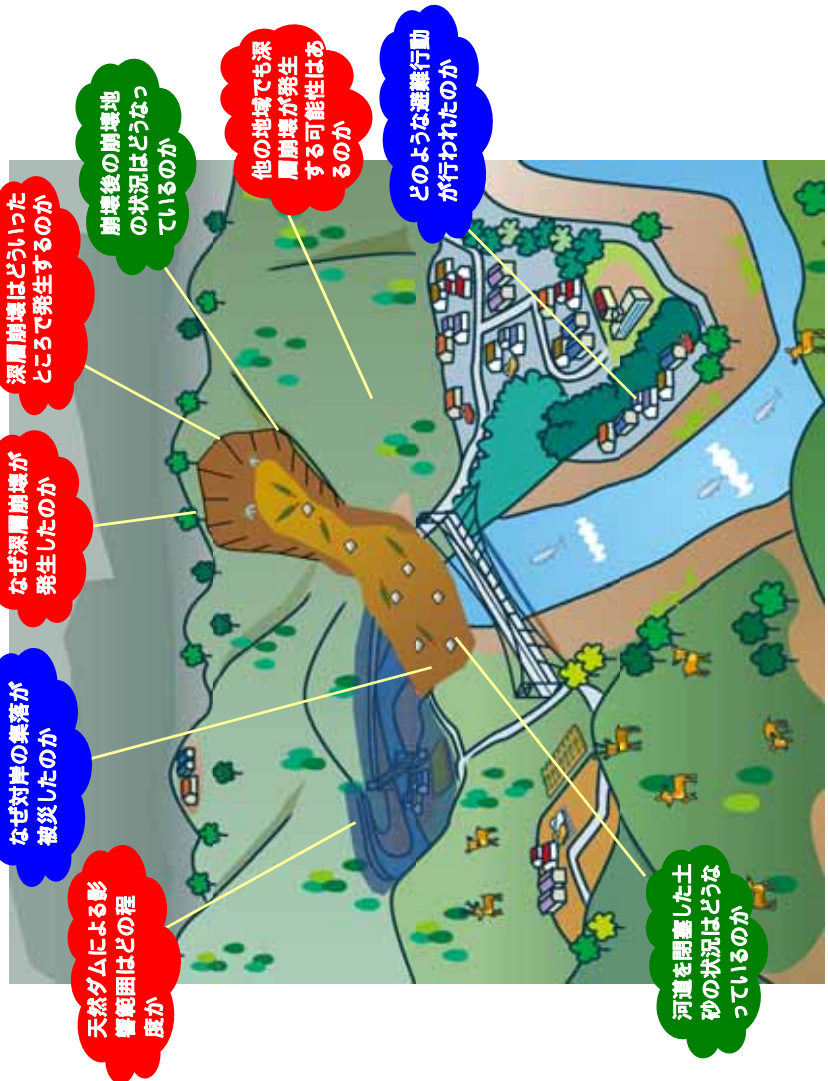 天然ダムによる影
響範囲はどの程
度か
なぜ対岸の集落が
被災したのか
なぜ深層崩壊が
発生したのか
深層崩壊はどういった
ところで発生するのか
崩壊後の崩壊地
の状況はどうなっ
ているのか
他の地域でも深
層崩壊が発生
する可能性はあ
るのか
どのような避難行動
が行われたのか
河道を閉塞した土
砂の状況はどうな
っているのか